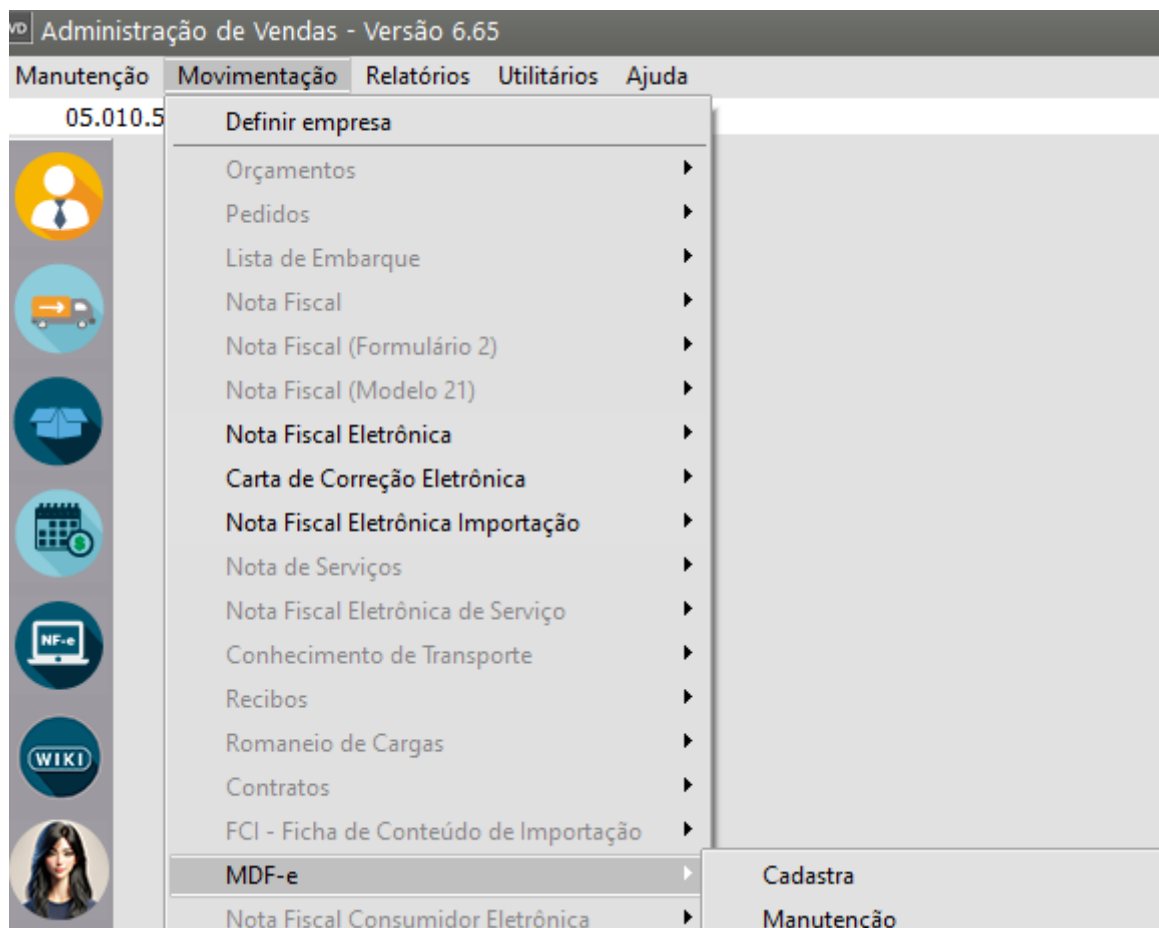 VD Administração de Vendas - Versão 6.65
Manutenção Movimentação Relatórios Utilitários Ajuda
05.010.5
Definir empresa
Orçamentos
Pedidos
Lista de Embarque
Nota Fiscal
Nota Fiscal (Formulário 2)
Nota Fiscal (Modelo 21)
Nota Fiscal Eletrônica
Carta de Correção Eletrônica
Nota Fiscal Eletrônica Importação
Nota de Serviços
Nota Fiscal Eletrônica de Serviço
NF-e
Conhecimento de Transporte
Recibos
Romaneio de Cargas
WIKI
Contratos
FCI - Ficha de Conteúdo de Importação
MDF-e Cadastra
Nota Fiscal Consumidor Eletrônica Manutenção